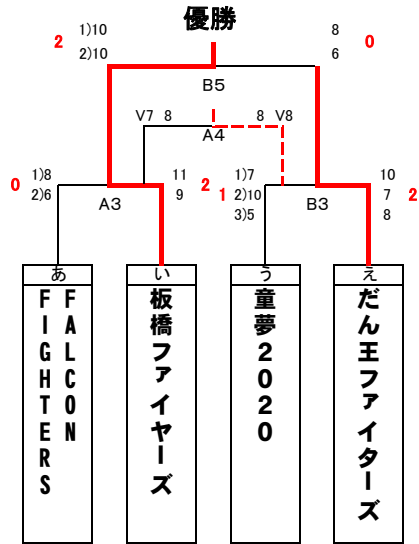 優勝
2 1)10 8 0
2)10 6
B5
V7 8 8 V8
A4
0 1)8 11 2 1 1)7 10 2
2)6 9 2)10 7
A3 B3
3)5 8
あ い う え
FALCON
FIGHTERS
板橋ファイヤーズ
童夢2020
だん王ファイターズ